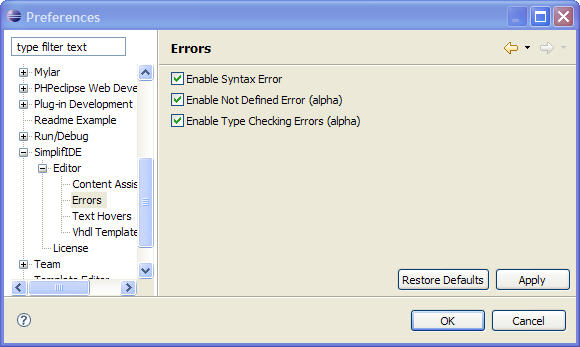 Preferences
type filter text
Errors
Mylar
PHPeclipse Web Deve
Plug-in Development
Readme Example
Run/Debug
SimplifIDE
Editor
Content Assis
Errors
Text Hovers
Vhdl Template
License
Team
Template Editor
Enable Syntax Error
Enable Not Defined Error (alpha)
Enable Type Checking Errors (alpha)
Restore Defaults
Apply
?
OK
Cancel